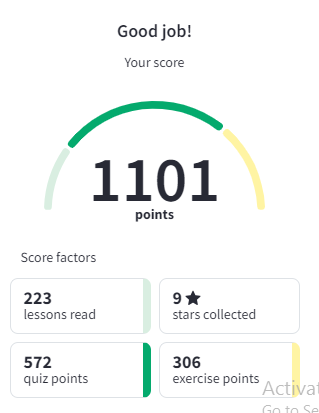 Good job!
Your score
1101
points
Score factors
223
lessons read
9 ★
stars collected
572
quiz points
306
exercise points
Activat
Go to Se